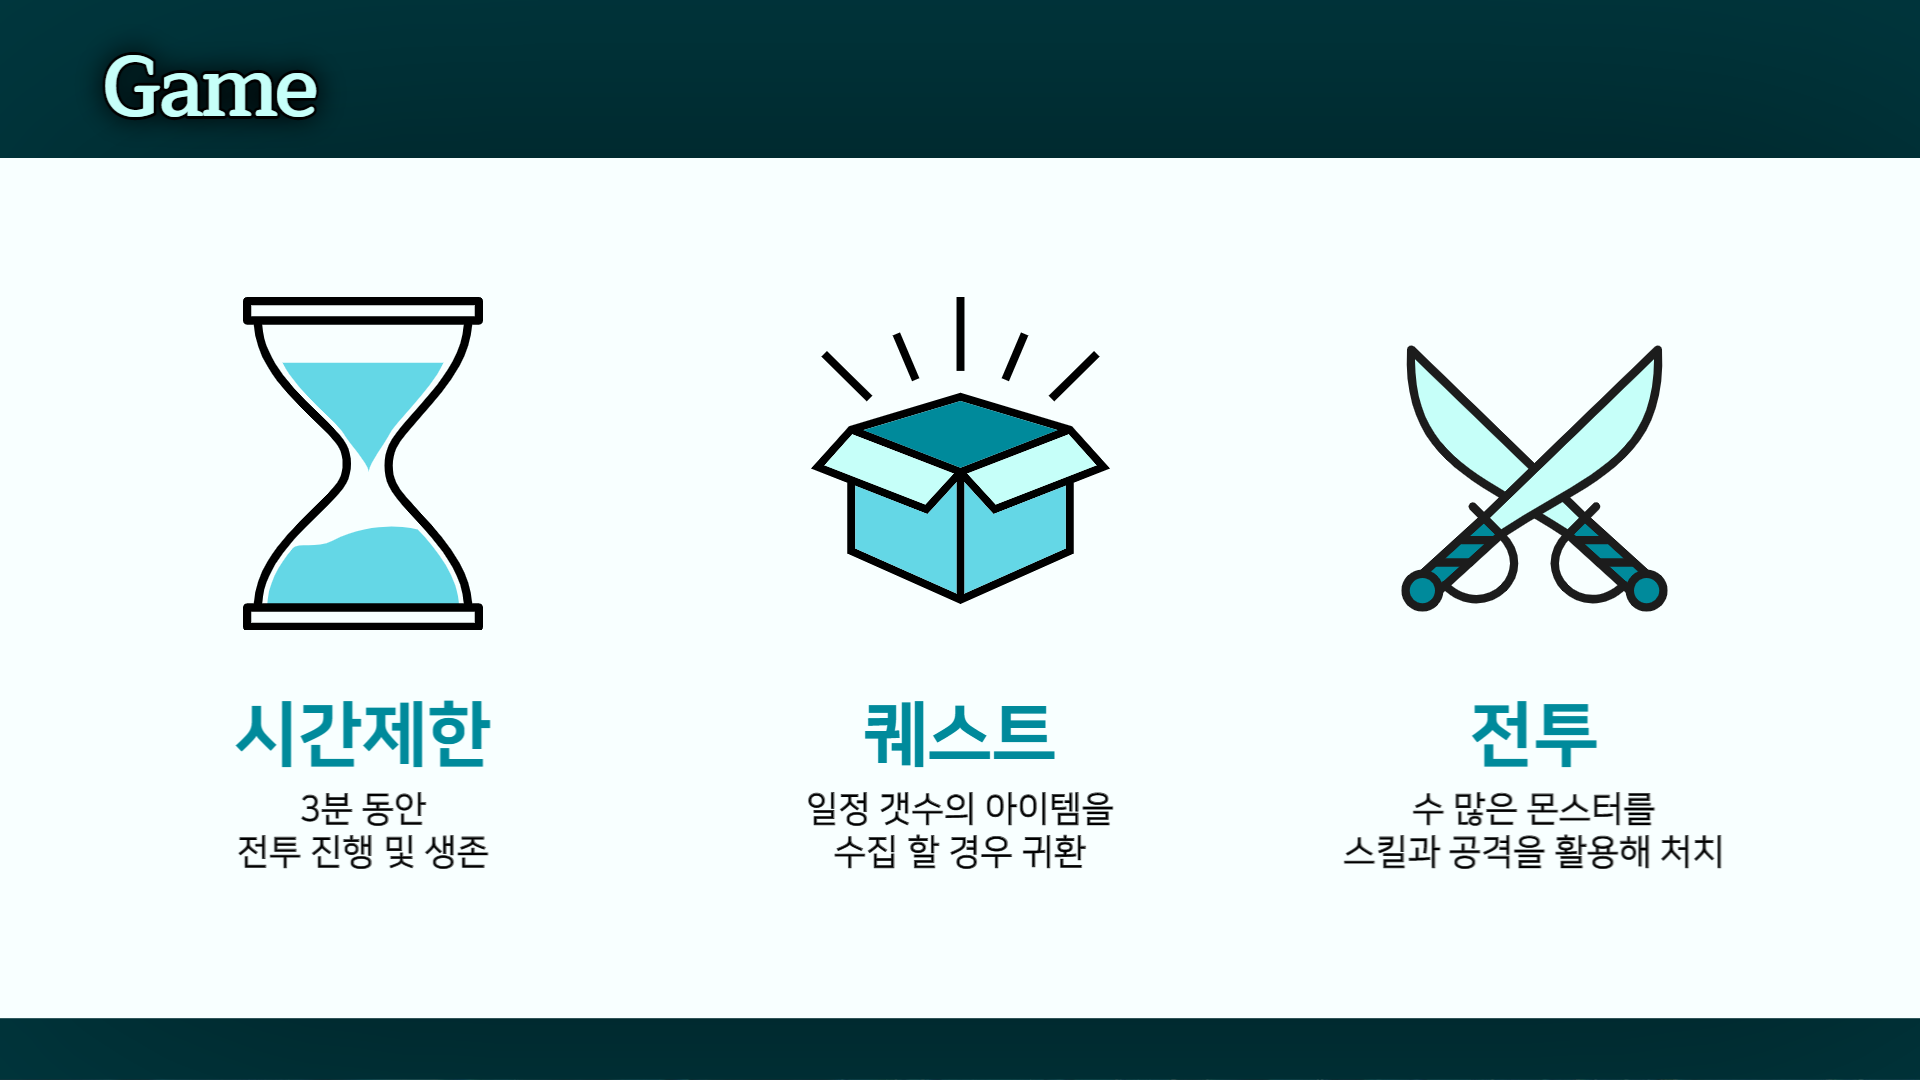 Game
시간제한
3분 동안
전투 진행 및 생존
퀘스트
일정 갯수의 아이템을
수집 할 경우 귀환
전투
수 많은 몬스터를
스킬과 공격을 활용해 처치